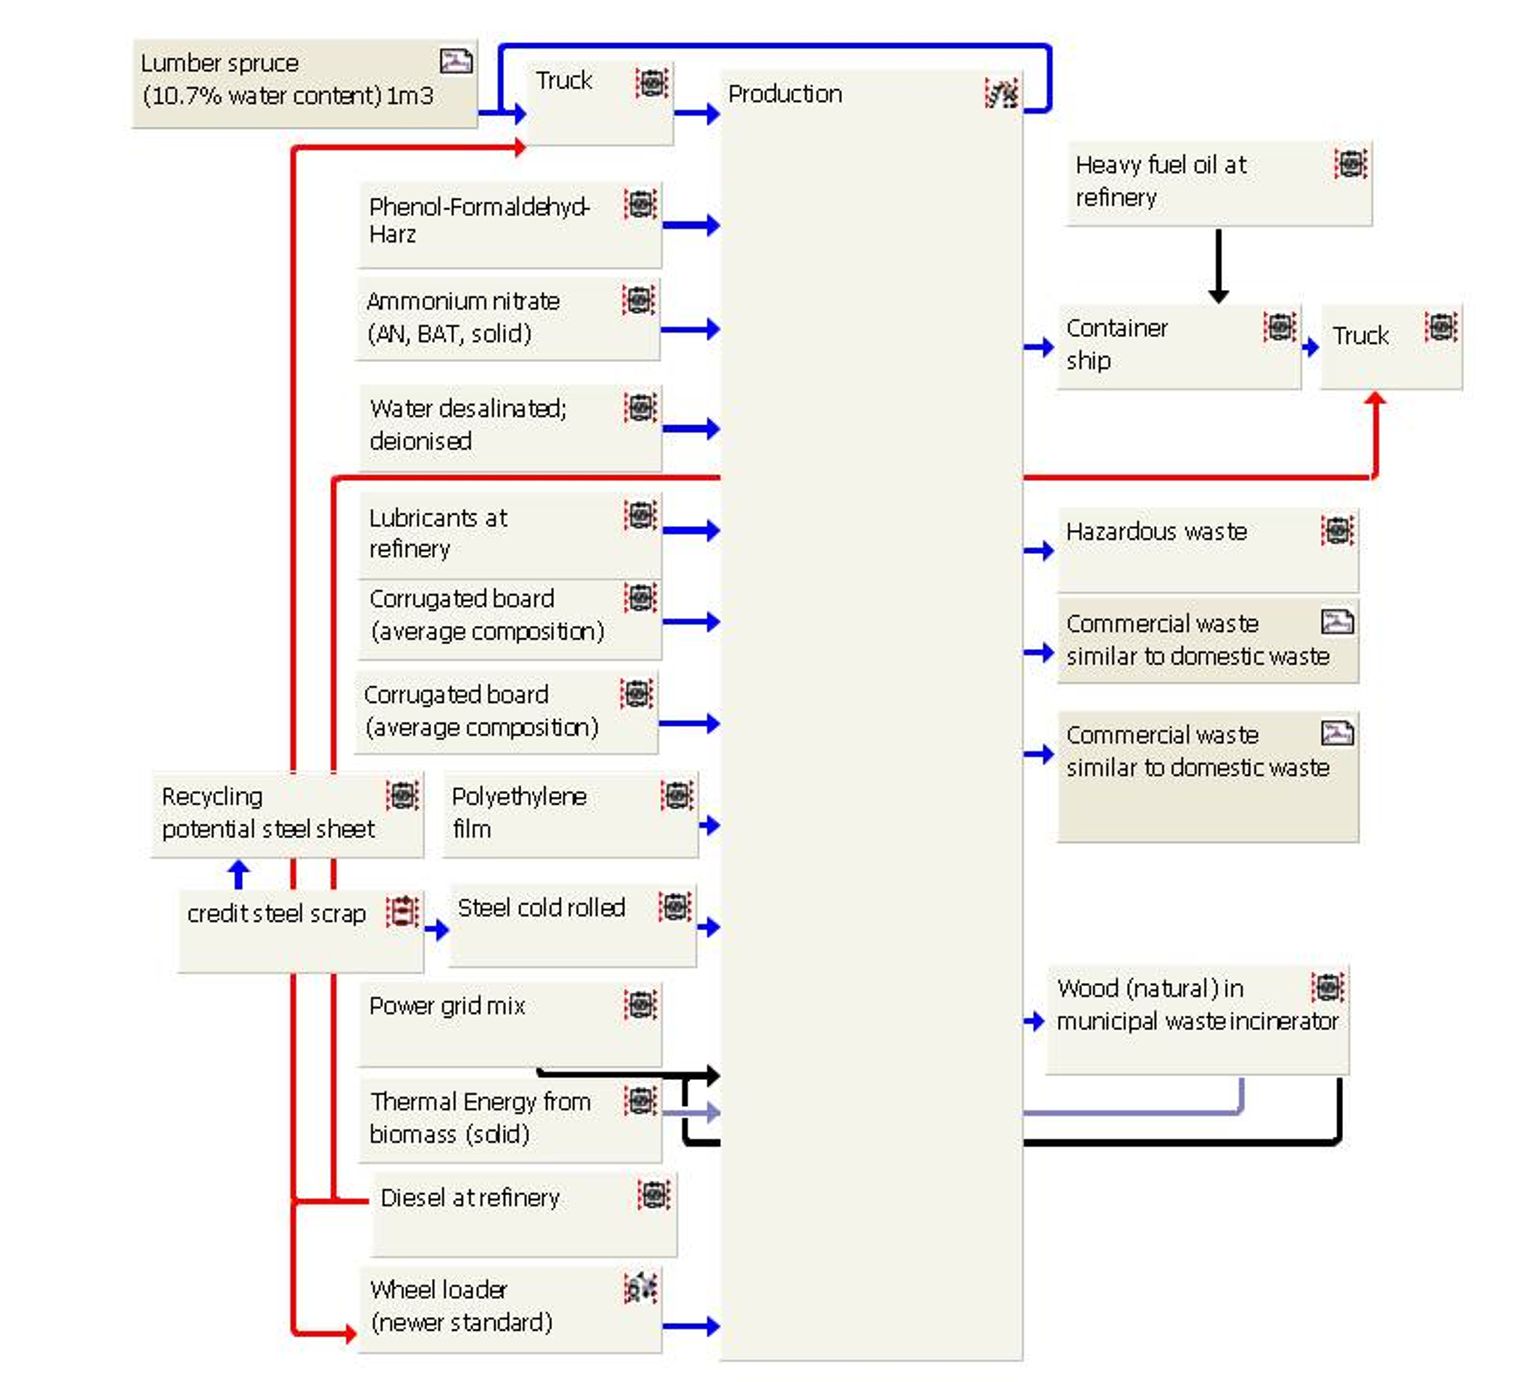 Lumber spruce
(10.7% water content) 1m3
Truck
Production
Heavy fuel oil at
refinery
Phenol-Formaldehyd-
Harz
Ammonium nitrate
(AN, BAT, solid)
Container
ship
Truck
Water desalinated;
deionised
Lubricants at
refinery
Hazardous waste
Corrugated board
(average composition)
Commercial waste
similar to domestic waste
Corrugated board
(average composition)
Commercial waste
similar to domestic waste
Recycling
potential steel sheet
Polyethylene
film
credit steel scrap
Steel cold rolled
Power grid mix
Wood (natural) in
municipal waste incinerator
Thermal Energy from
biomass (solid)
Diesel at refinery
Wheel loader
(newer standard)